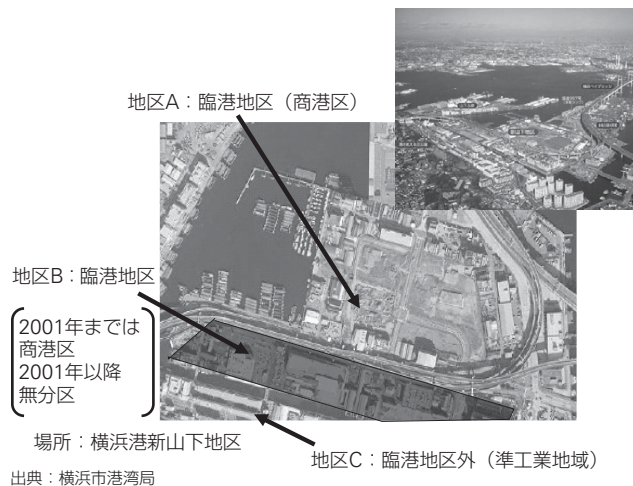 地区A：臨港地区（商港区）
地区B：臨港地区
2001年までは
商港区
2001年以降
無分区
場所：横浜港新山下地区
地区C：臨港地区外（準工業地域）
出典：横浜市港湾局